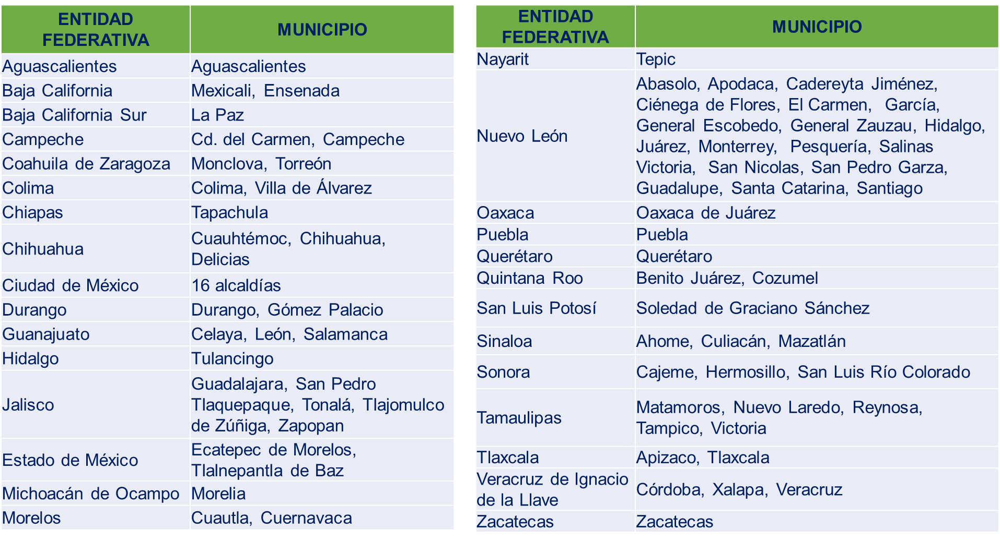 ENTIDAD
FEDERATIVA
MUNICIPIO
Aguascalientes
Aguascalientes
Baja California
Mexicali, Ensenada
Baja California Sur
La Paz
Campeche
Cd. del Carmen, Campeche
Coahuila de Zaragoza
Monclova, Torreón
Colima
Colima, Villa de Álvarez
Chiapas
Tapachula
Chihuahua
Cuauhtémoc, Chihuahua,
Delicias
Ciudad de México
16 alcaldías
Durango
Durango, Gómez Palacio
Guanajuato
Celaya, León, Salamanca
Hidalgo
Tulancingo
Jalisco
Guadalajara, San Pedro
Tlaquepaque, Tonalá, Tlajomulco
de Zúñiga, Zapopan
Estado de México
Ecatepec de Morelos,
Tlalnepantla de Baz
Michoacán de Ocampo
Morelia
Morelos
Cuautla, Cuernavaca
ENTIDAD
FEDERATIVA
MUNICIPIO
Nayarit
Tepic
Nuevo León
Abasolo, Apodaca, Cadereyta Jiménez,
Ciénega de Flores, El Carmen, García,
General Escobedo, General Zauzau, Hidalgo,
Juárez, Monterrey, Pesquería, Salinas
Victoria, San Nicolas, San Pedro Garza,
Guadalupe, Santa Catarina, Santiago
Oaxaca
Oaxaca de Juárez
Puebla
Puebla
Querétaro
Querétaro
Quintana Roo
Benito Juárez, Cozumel
San Luis Potosí
Soledad de Graciano Sánchez
Sinaloa
Ahome, Culiacán, Mazatlán
Sonora
Cajeme, Hermosillo, San Luis Río Colorado
Tamaulipas
Matamoros, Nuevo Laredo, Reynosa,
Tampico, Victoria
Tlaxcala
Apizaco, Tlaxcala
Veracruz de Ignacio
de la Llave
Córdoba, Xalapa, Veracruz
Zacatecas
Zacatecas